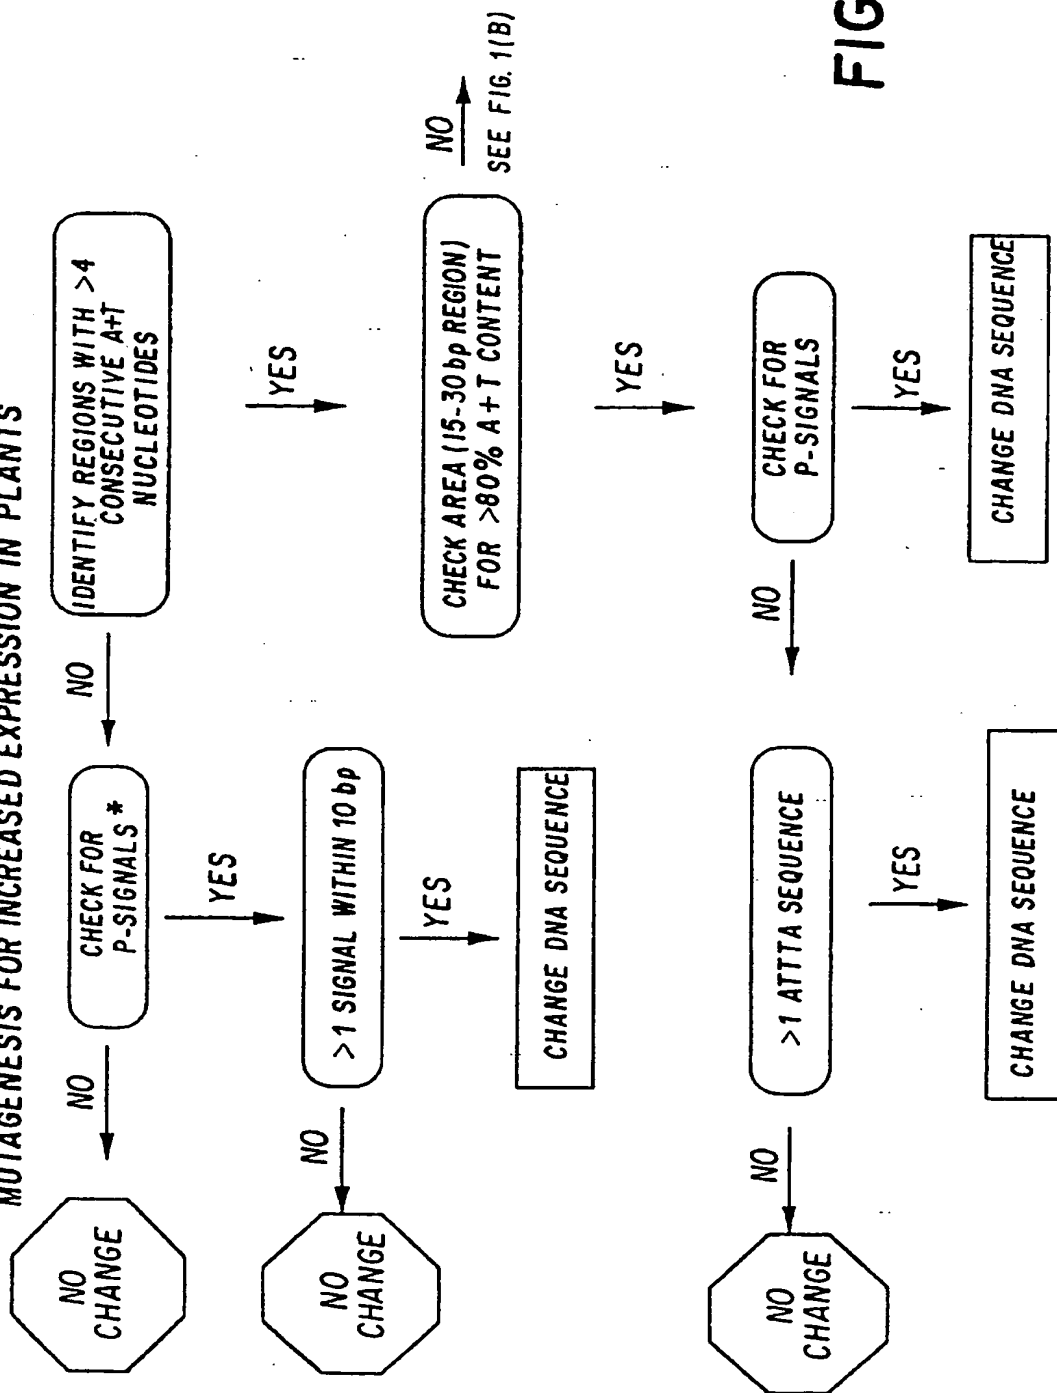 MUTAGENESIS FOR INCREASED EXPRESSION IN PLANTS
IDENTIFY REGIONS WITH >4
CONSECUTIVE A+T
NUCLEOTIDES
NO
CHECK FOR
P-SIGNALS*
NO
NO
CHANGE
YES
YES
>1 SIGNAL WITHIN 10 bp
NO
NO
CHANGE
YES
CHANGE DNA SEQUENCE
CHECK AREA (15-30bp REGION)
FOR >80% A+T CONTENT
NO
SEE FIG. 1(B)
YES
CHECK FOR
P-SIGNALS
NO
>1 ATTTA SEQUENCE
NO
NO
CHANGE
YES
CHANGE DNA SEQUENCE
YES
CHANGE DNA SEQUENCE
FIG